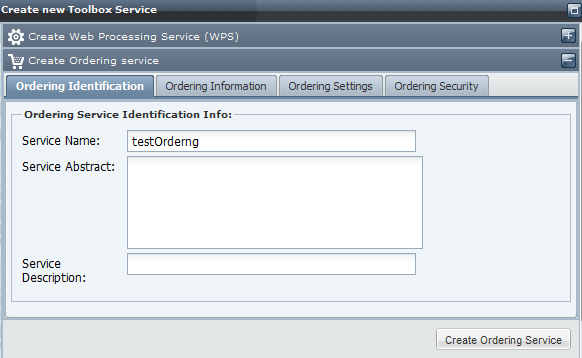 Create new Toolbox Service
Create Web Processing Service (WPS)
Create Ordering service
Ordering Identification Ordering Information Ordering Settings Ordering Security
Ordering Service Identification Info:
Service Name: testOrderng
Service Abstract:
Service
Description:
Create Ordering Service